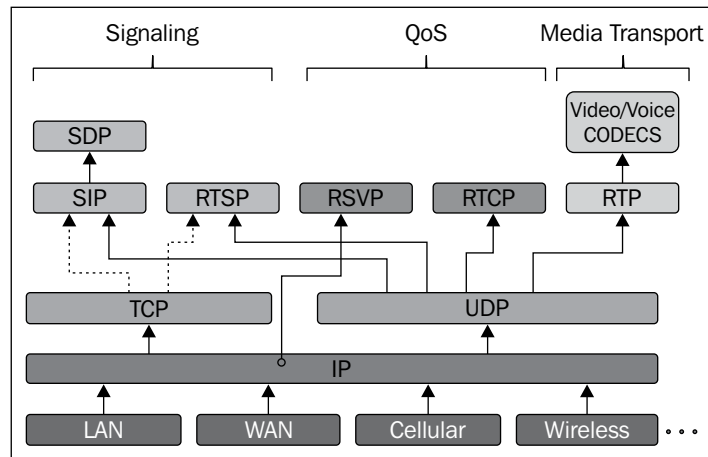 Signaling
QoS
Media Transport
Video/Voice
CODECS
SDP
SIP
RTSP
RSVP
RTCP
RTP
TCP
UDP
IP
LAN
WAN
Cellular
Wireless